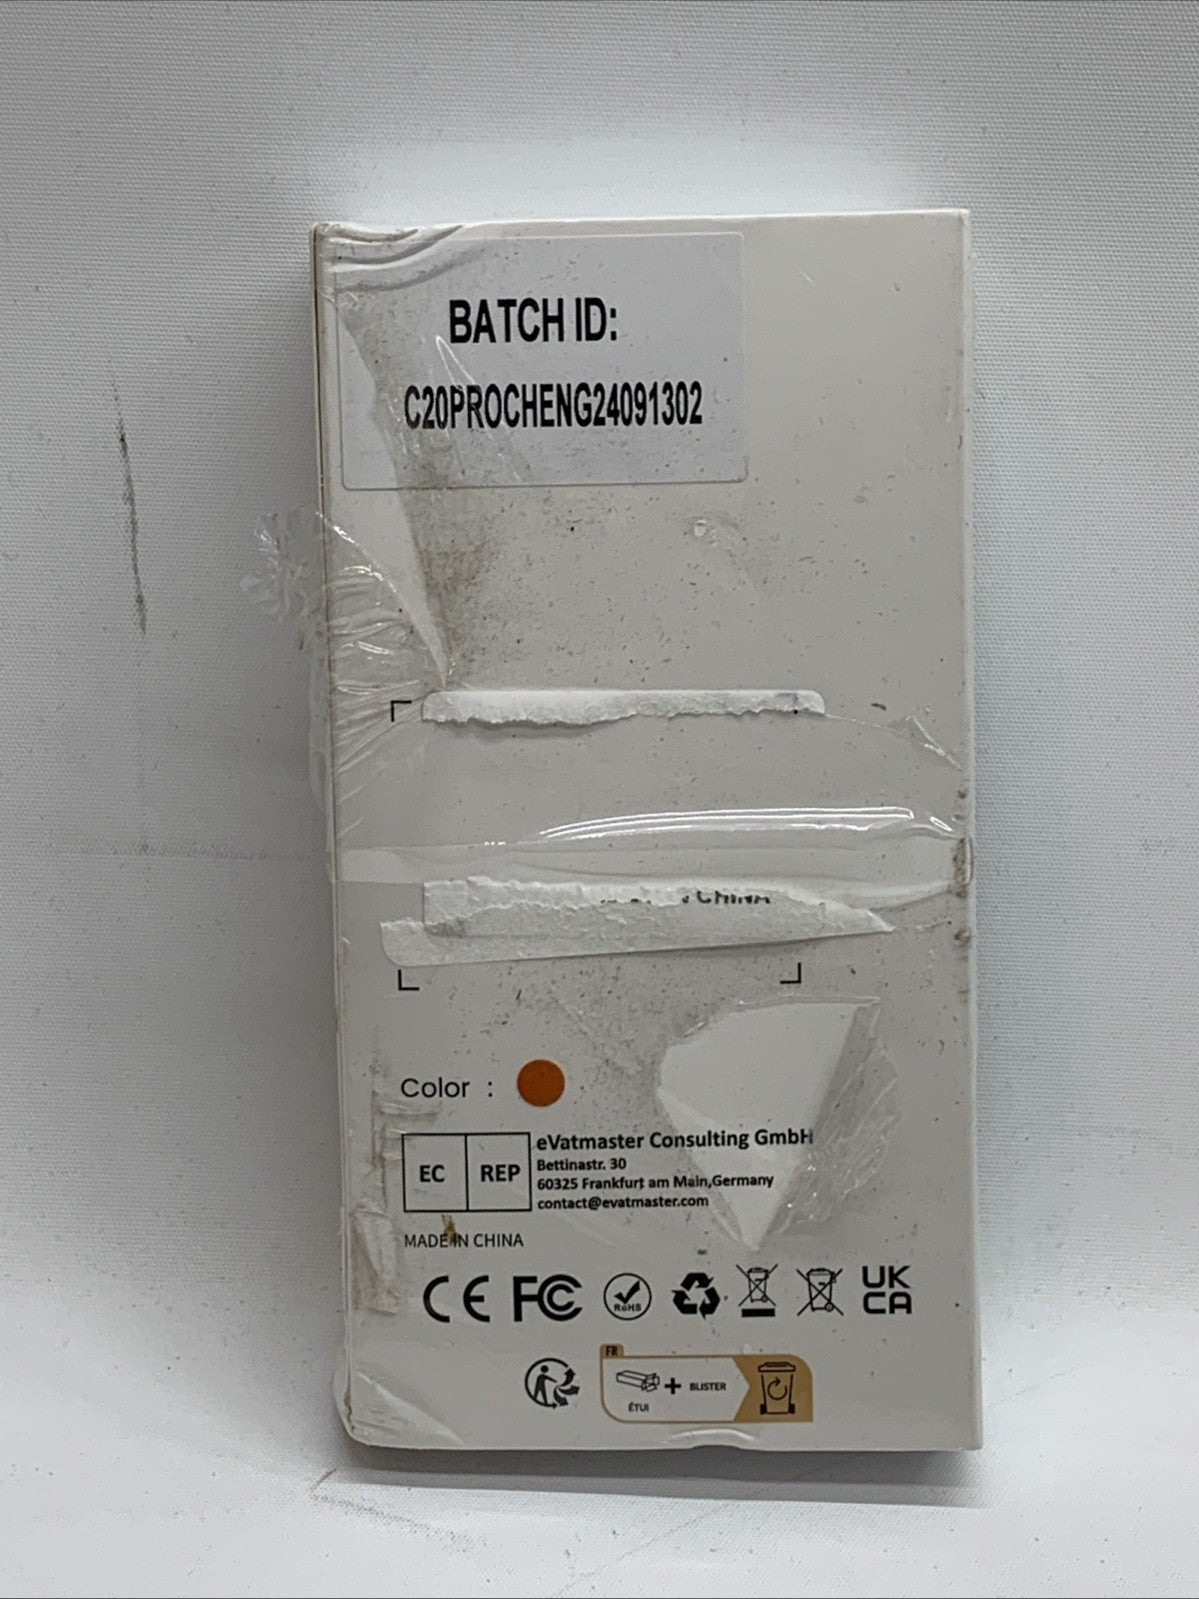 BATCH ID:
C20PROCHENG24091302
CHINA
Color :
EC REP
eVatmaster Consulting GmbH
Bettinastr. 30
60325 Frankfurt am Main,Germany
contact@evatmaster.com
MADE IN CHINA
CE FC RoHS UK
CA
FR
ÉTUI + BLISTER